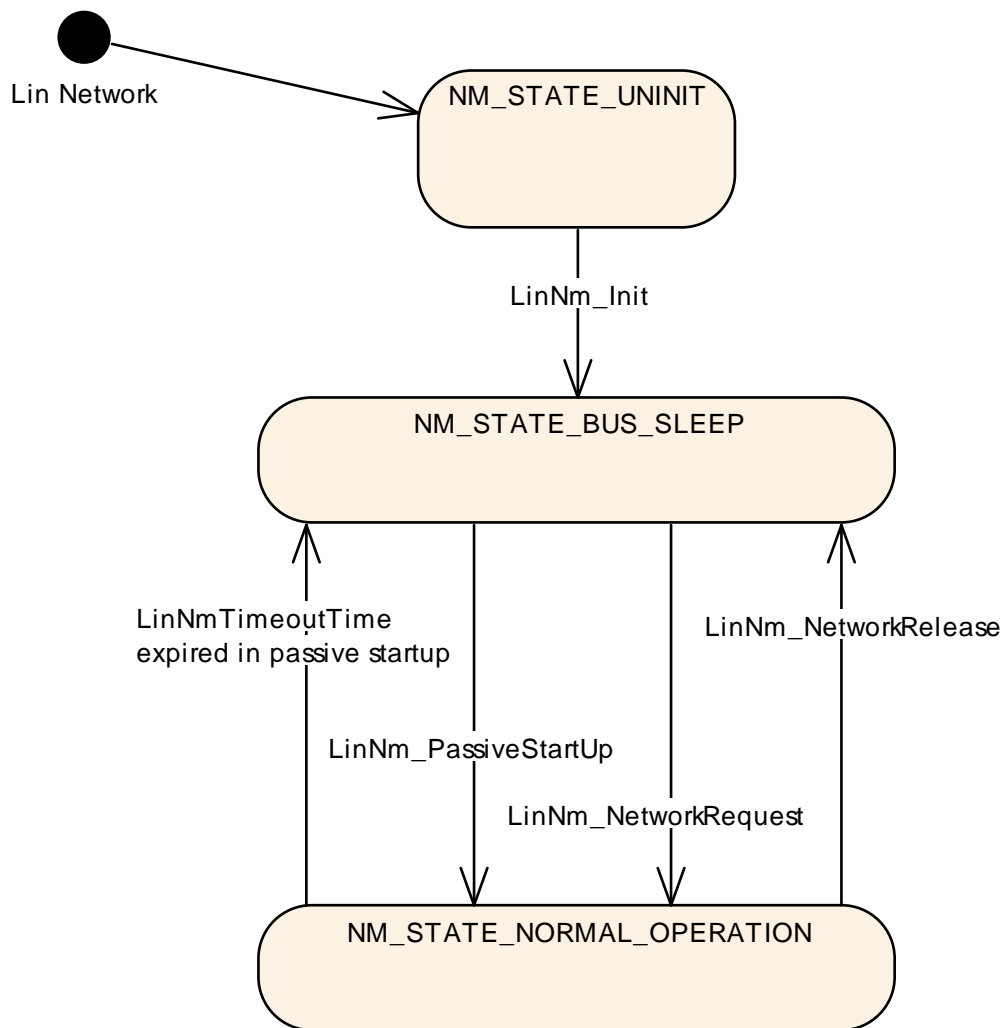 Lin Network
NM_STATE_UNINIT
LinNm_Init
NM_STATE_BUS_SLEEP
LinNmTimeoutTime
expired in passive startup
LinNm_NetworkRelease
LinNm_PassiveStartUp
LinNm_NetworkRequest
NM_STATE_NORMAL_OPERATION